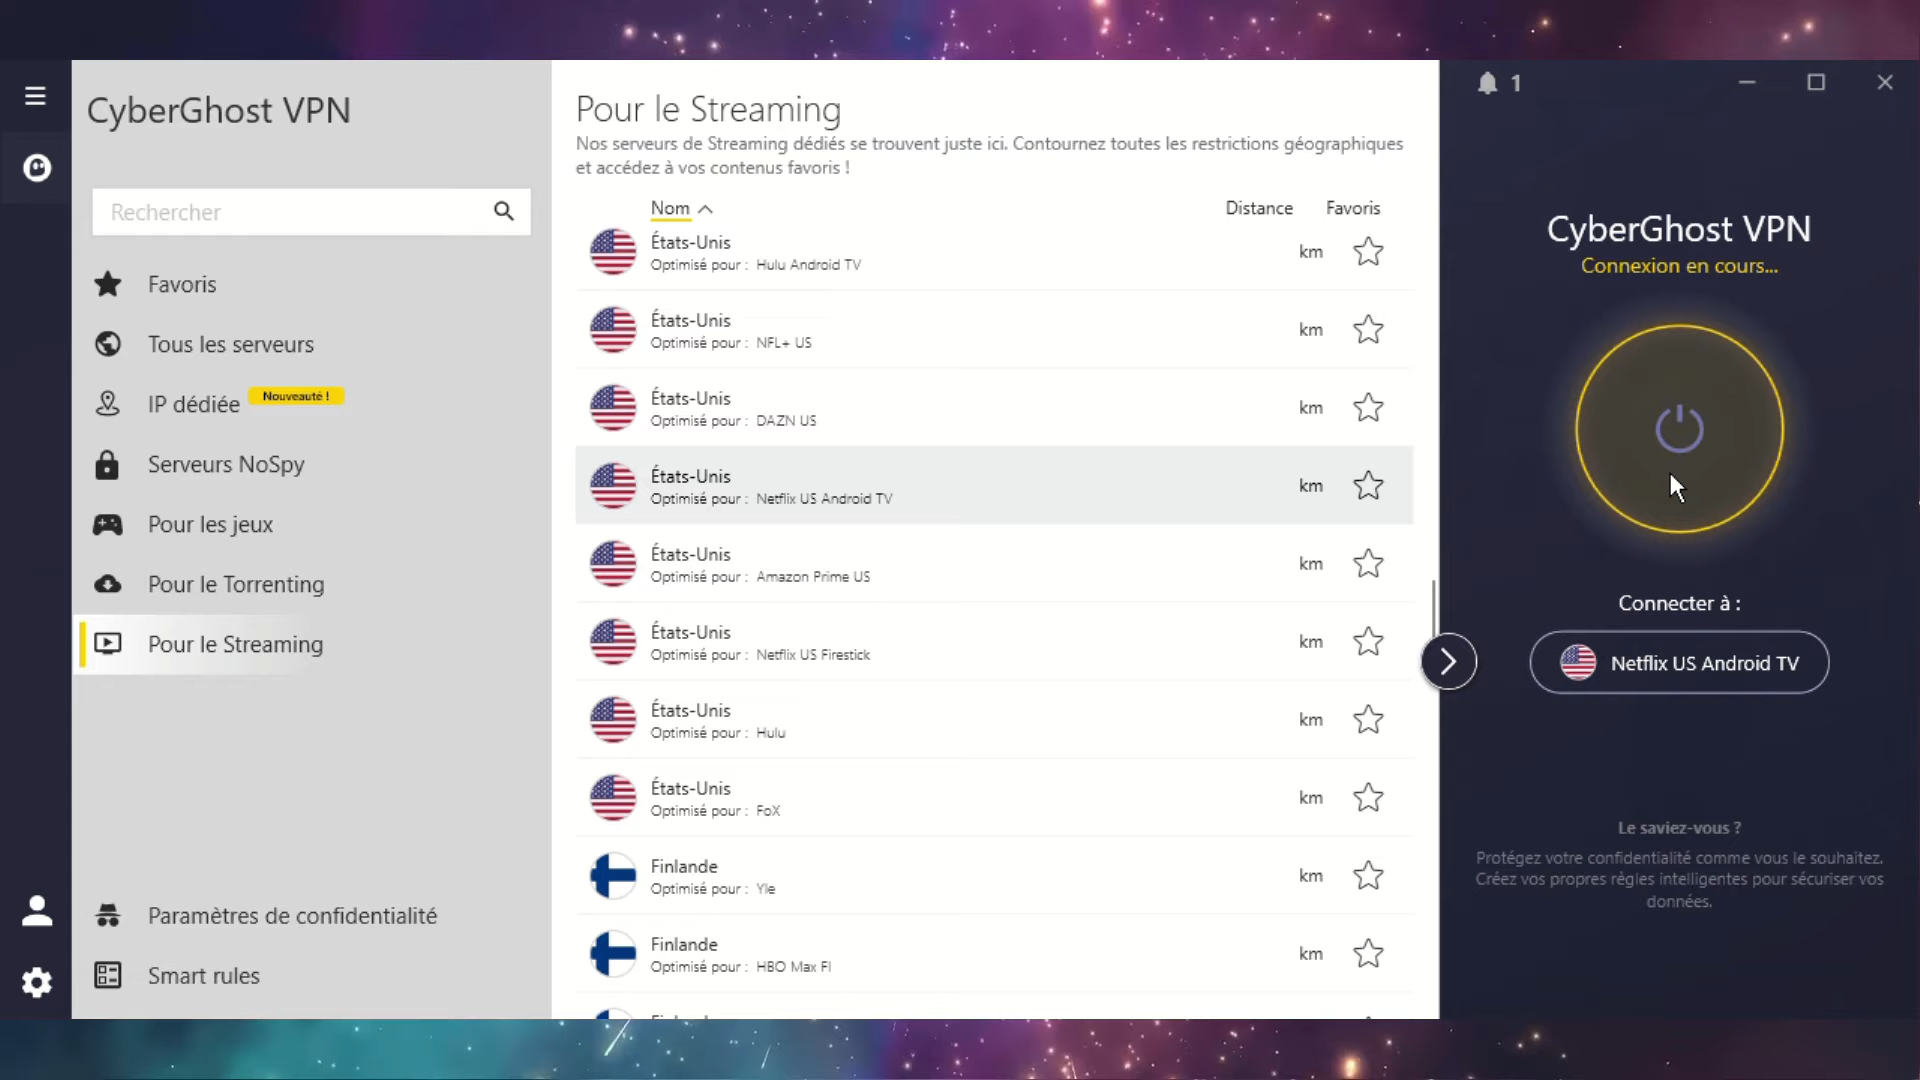 CyberGhost VPN
Rechercher
Favoris
Tous les serveurs
IP dédiée Nouveauté !
Serveurs NoSpy
Pour les jeux
Pour le Torrenting
Pour le Streaming
Paramètres de confidentialité
Smart rules
Pour le Streaming
Nos serveurs de Streaming dédiés se trouvent juste ici. Contournez toutes les restrictions géographiques
et accédez à vos contenus favoris !
Nom Distance Favoris
États-Unis
Optimisé pour : Hulu Android TV km
États-Unis
Optimisé pour : NFL+ US km
États-Unis
Optimisé pour : DAZN US km
États-Unis
Optimisé pour : Netflix US Android TV km
États-Unis
Optimisé pour : Amazon Prime US km
États-Unis
Optimisé pour : Netflix US Firestick km
États-Unis
Optimisé pour : Hulu km
États-Unis
Optimisé pour : FoX km
Finlande
Optimisé pour : Yle km
Finlande
Optimisé pour : HBO Max FI km
1
CyberGhost VPN
Connexion en cours...
Connecter à :
Netflix US Android TV
Le saviez-vous ?
Protégez votre confidentialité comme vous le souhaitez.
Créez vos propres règles intelligentes pour sécuriser vos
données.